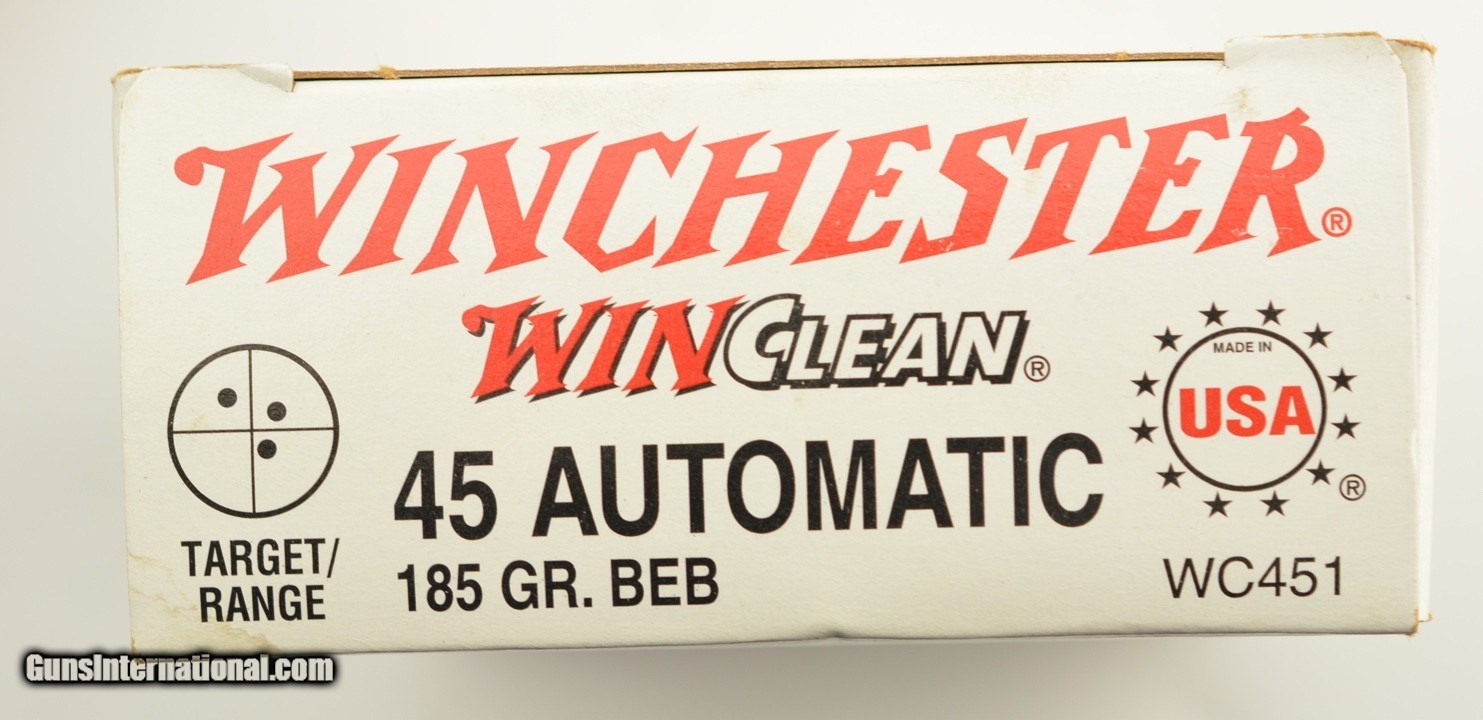 WINCHESTER®
WINCLEAN®
MADE IN
USA
®
45 AUTOMATIC
TARGET/
RANGE
185 GR. BEB
WC451
GunsInternational.com